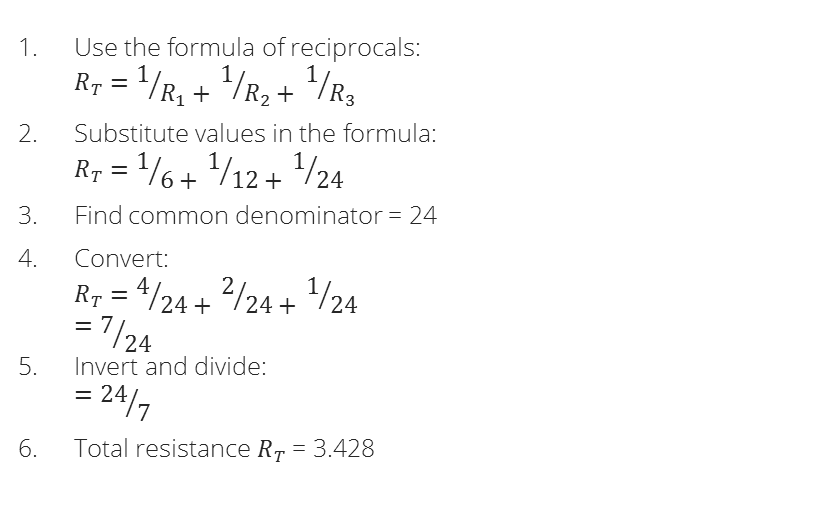 1. Use the formula of reciprocals:
R_T = 1/R_1 + 1/R_2 + 1/R_3
2. Substitute values in the formula:
R_T = 1/6 + 1/12 + 1/24
3. Find common denominator = 24
4. Convert:
R_T = 4/24 + 2/24 + 1/24
= 7/24
5. Invert and divide:
= 24/7
6. Total resistance R_T = 3.428